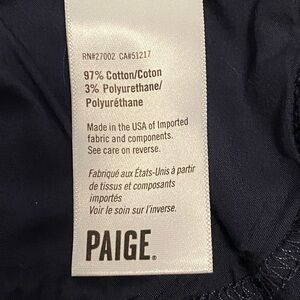 RN#27002 CA#51217
97% Cotton/Coton
3% Polyurethane/
Polyuréthane
Made in the USA of Imported
fabric and components.
See care on reverse.
Fabriqué aux États-Unis à partir
de tissus et composants
importés
Voir le soin sur l'inverse.
PAIGE®